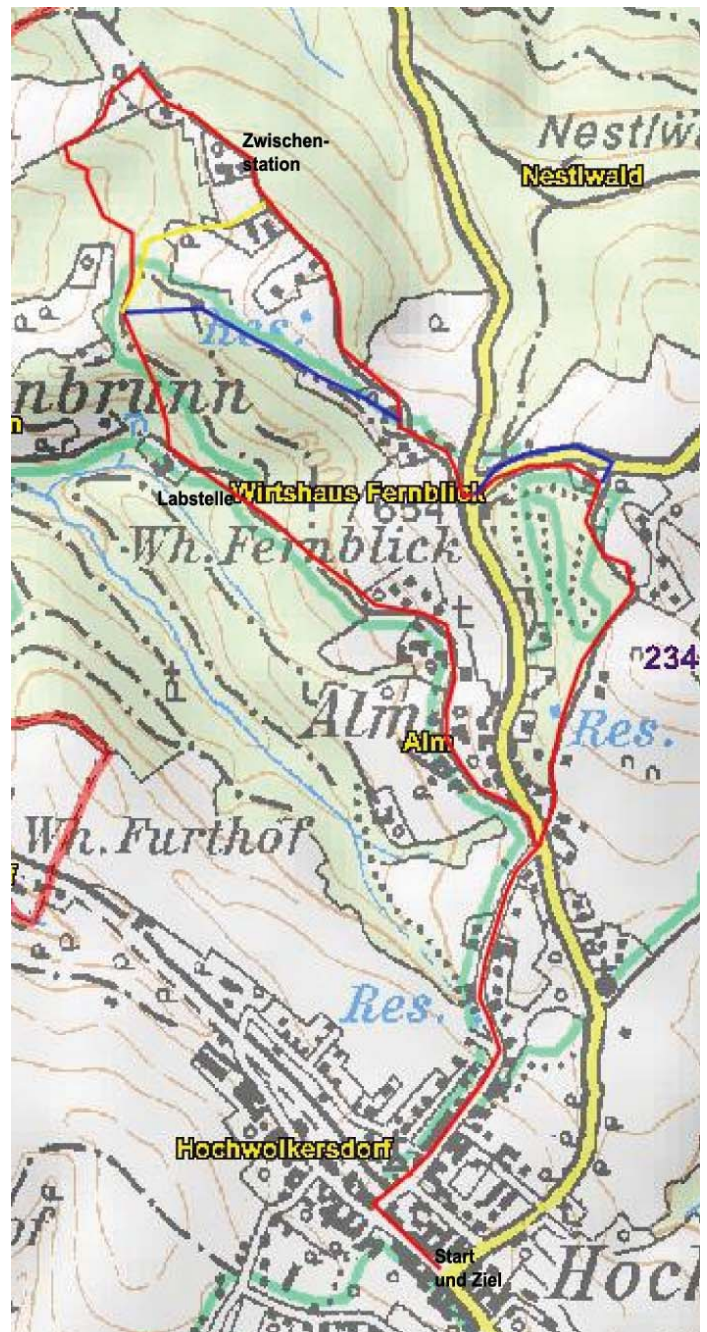 Zwischen-
station
Nestlw
Nestlwald
Res.
nbrunn
n
Labstelle
Wirtshaus Fernblick
634
Wh. Fernblick
234
Alm
Alm
Res.
Wh. Furthof
Res.
Hochwolkersdorf
of
Start
und Ziel
Hoch